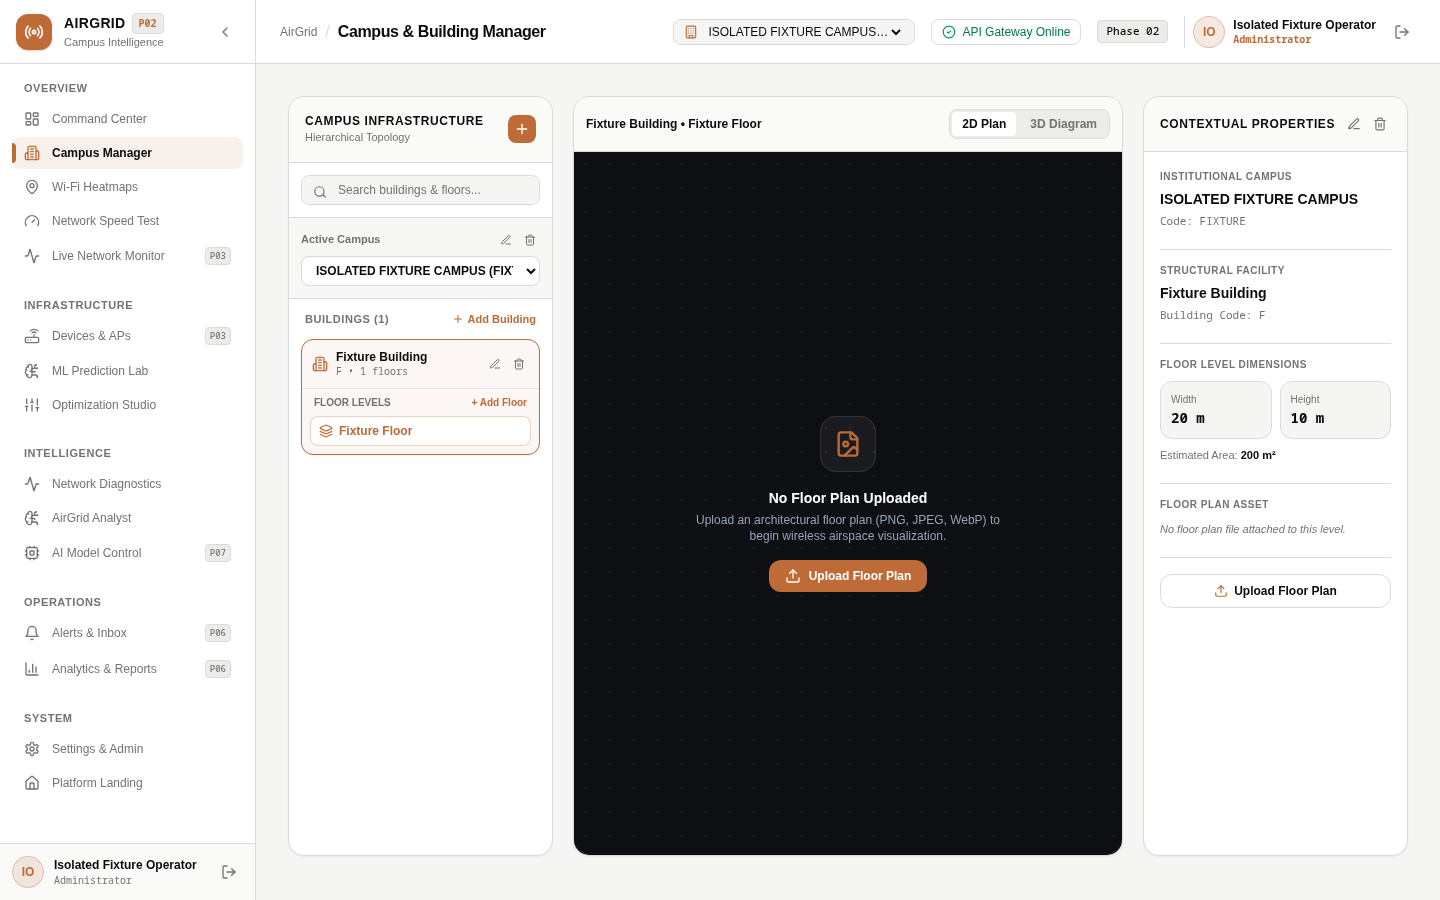 AIRGRID P02
Campus Intelligence
OVERVIEW
Command Center
Campus Manager
Wi-Fi Heatmaps
Network Speed Test
Live Network Monitor P03
INFRASTRUCTURE
Devices & APs P03
ML Prediction Lab
Optimization Studio
INTELLIGENCE
Network Diagnostics
AirGrid Analyst
AI Model Control P07
OPERATIONS
Alerts & Inbox P06
Analytics & Reports P06
SYSTEM
Settings & Admin
Platform Landing
IO Isolated Fixture Operator
Administrator
AirGrid / Campus & Building Manager
ISOLATED FIXTURE CAMPUS...
API Gateway Online
Phase 02
IO Isolated Fixture Operator
Administrator
CAMPUS INFRASTRUCTURE
Hierarchical Topology
Search buildings & floors...
Active Campus
ISOLATED FIXTURE CAMPUS (FIX
BUILDINGS (1) + Add Building
Fixture Building
F • 1 floors
FLOOR LEVELS + Add Floor
Fixture Floor
Fixture Building • Fixture Floor
2D Plan 3D Diagram
No Floor Plan Uploaded
Upload an architectural floor plan (PNG, JPEG, WebP) to
begin wireless airspace visualization.
Upload Floor Plan
CONTEXTUAL PROPERTIES
INSTITUTIONAL CAMPUS
ISOLATED FIXTURE CAMPUS
Code: FIXTURE
STRUCTURAL FACILITY
Fixture Building
Building Code: F
FLOOR LEVEL DIMENSIONS
Width Height
20 m 10 m
Estimated Area: 200 m²
FLOOR PLAN ASSET
No floor plan file attached to this level.
Upload Floor Plan